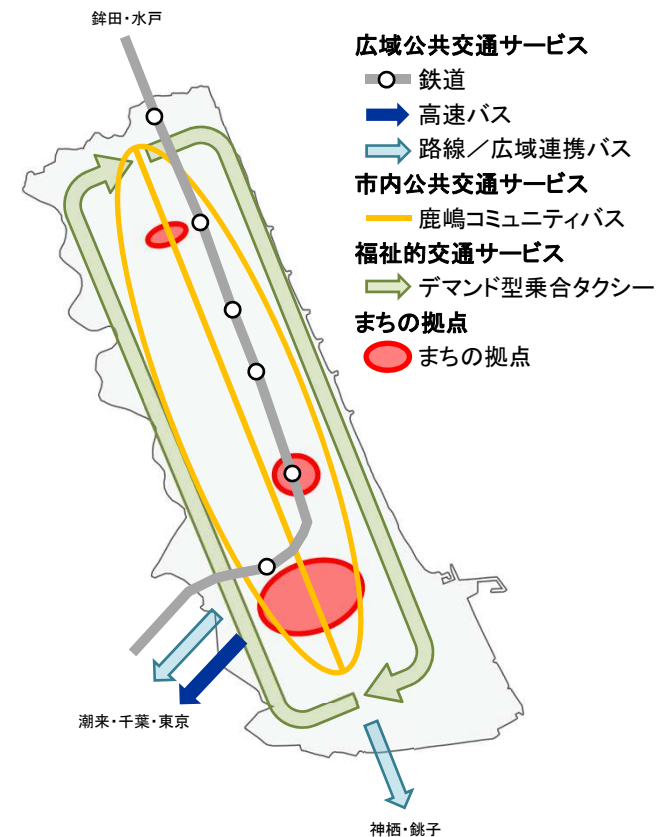 鉾田・水戸
広域公共交通サービス
鉄道
高速バス
路線／広域連携バス
市内公共交通サービス
鹿嶋コミュニティバス
福祉的交通サービス
デマンド型乗合タクシー
まちの拠点
まちの拠点
潮来・千葉・東京
神栖・銚子